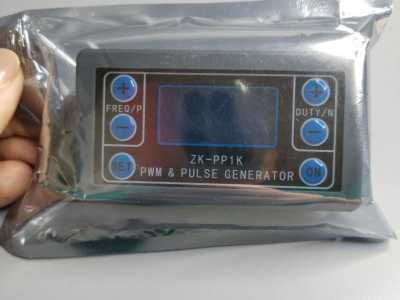 + +
FREQ/P DUTY/N
− −
ZK-PP1K
SET PWM & PULSE GENERATOR ON